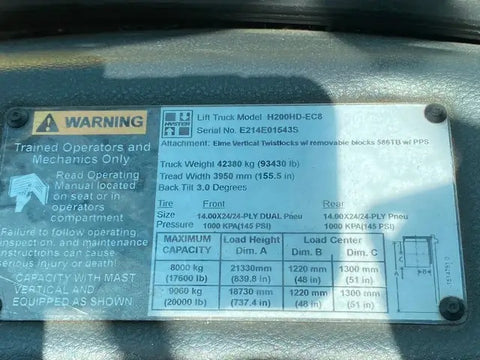 WARNING
Trained Operators and
Mechanics Only
Read Operating
Manual located
on seat or in
operators
compartment
Failure to follow operating,
inspection, and maintenance
instructions can cause
serious injury or death
CAPACITY WITH MAST
VERTICAL AND
EQUIPPED AS SHOWN
HYSTER
Lift Truck Model H200HD-EC8
Serial No. E214E01543S
Attachment: Elme Vertical Twistlocks w/ removable blocks 586TB w/ PPS
Truck Weight 42380 kg (93430 lb)
Tread Width 3950 mm (155.5 in)
Back Tilt 3.0 Degrees
Tire Front Rear
Size 14.00X24/24-PLY DUAL Pneu 14.00X24/24-PLY Pneu
Pressure 1000 KPA(145 PSI) 1000 KPA(145 PSI)
MAXIMUM CAPACITY Load Height Dim. A Load Center Dim. B Dim. C
8000 kg 21330mm 1220 mm 1300 mm
(17600 lb) (839.8 in) (48 in) (51 in)
9060 kg 18730 mm 1220 mm 1300 mm
(20000 lb) (737.4 in) (48 in) (51 in)
A
B
C